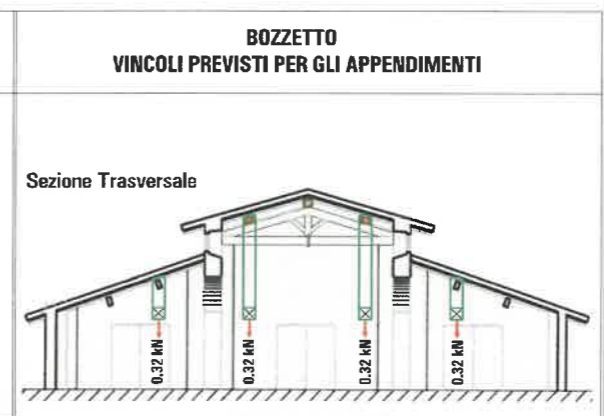 BOZZETTO
VINCOLI PREVISTI PER GLI APPENDIMENTI
Sezione Trasversale
0.32 kN
0.32 kN
0.32 kN
0.32 kN